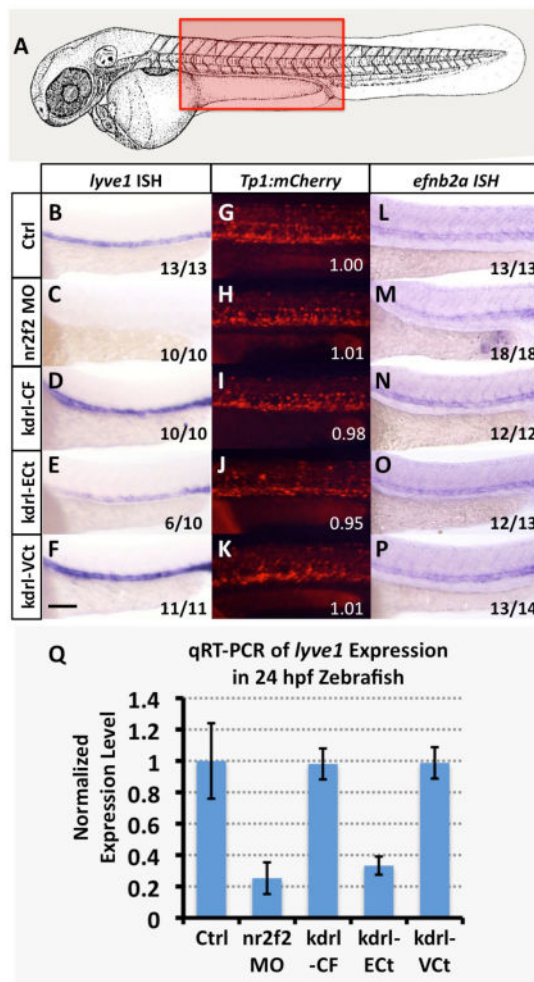 A
lyve1 ISH
Tp1:mCherry
efnb2a ISH
Ctrl
B
13/13
G
1.00
L
13/13
nr2f2 MO
C
10/10
H
1.01
M
18/18
kdrl-CF
D
10/10
I
0.98
N
12/12
kdrl-ECt
E
6/10
J
0.95
O
12/13
kdrl-VCt
F
11/11
K
1.01
P
13/14
Q
qRT-PCR of lyve1 Expression
in 24 hpf Zebrafish
Normalized
Expression Level
1.4
1.2
1
0.8
0.6
0.4
0.2
0
Ctrl
nr2f2
MO
kdrl
-CF
kdrl-
ECt
kdrl-
VCt